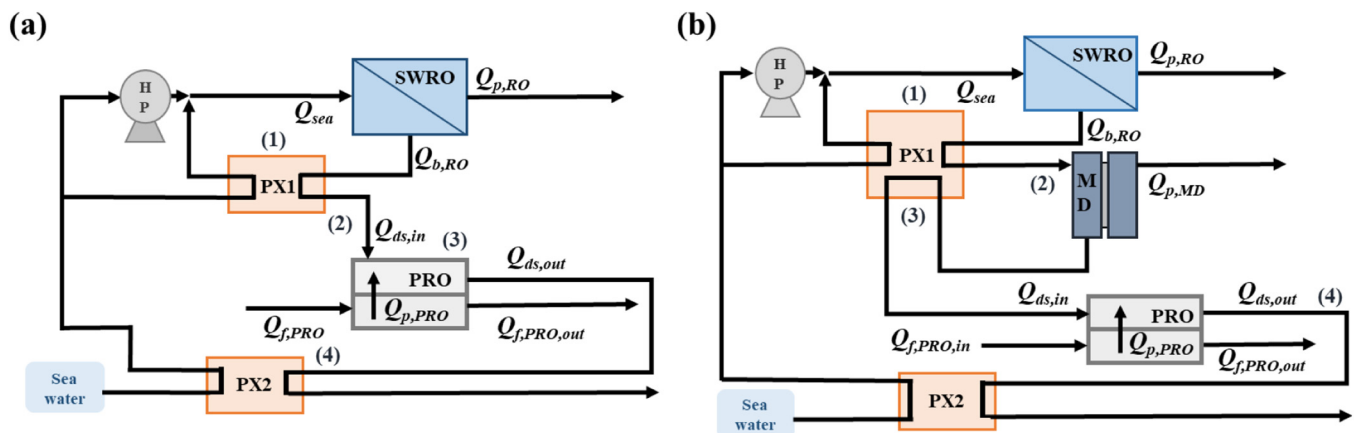 (a)
H
P
SWRO
Q_{p,RO}
Q_{sea}
(1)
Q_{b,RO}
PX1
(2)
Q_{ds,in}
(3)
Q_{ds,out}
PRO
Q_{p,PRO}
Q_{f,PRO}
Q_{f,PRO,out}
(4)
PX2
Sea
water
(b)
H
P
SWRO
Q_{p,RO}
(1)
Q_{sea}
Q_{b,RO}
PX1
(2)
M
D
Q_{p,MD}
(3)
Q_{ds,in}
Q_{ds,out}
(4)
PRO
Q_{f,PRO,in}
Q_{p,PRO}
Q_{f,PRO,out}
PX2
Sea
water